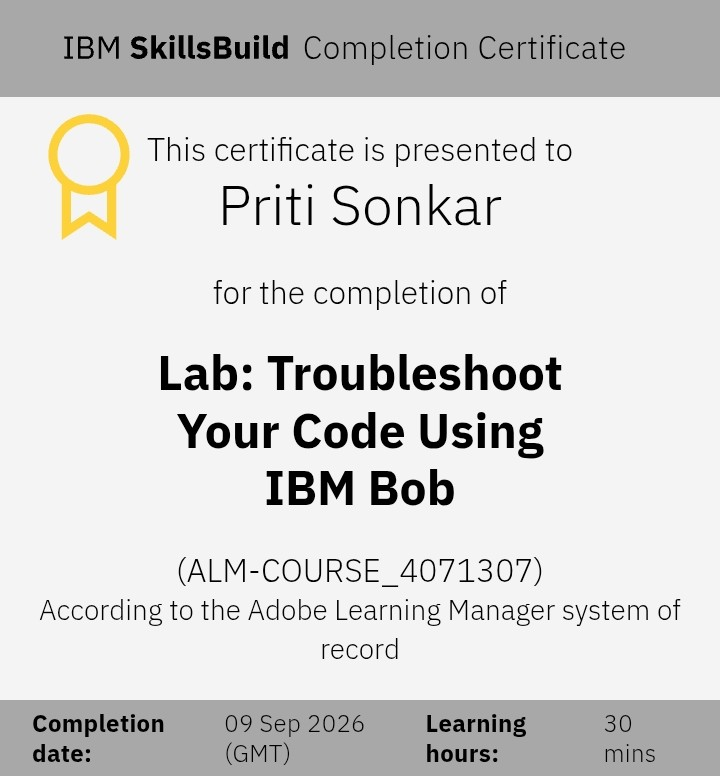 IBM SkillsBuild Completion Certificate
This certificate is presented to
Priti Sonkar
for the completion of
Lab: Troubleshoot
Your Code Using
IBM Bob
(ALM-COURSE_4071307)
According to the Adobe Learning Manager system of
record
Completion date: 09 Sep 2026 (GMT)
Learning hours: 30 mins